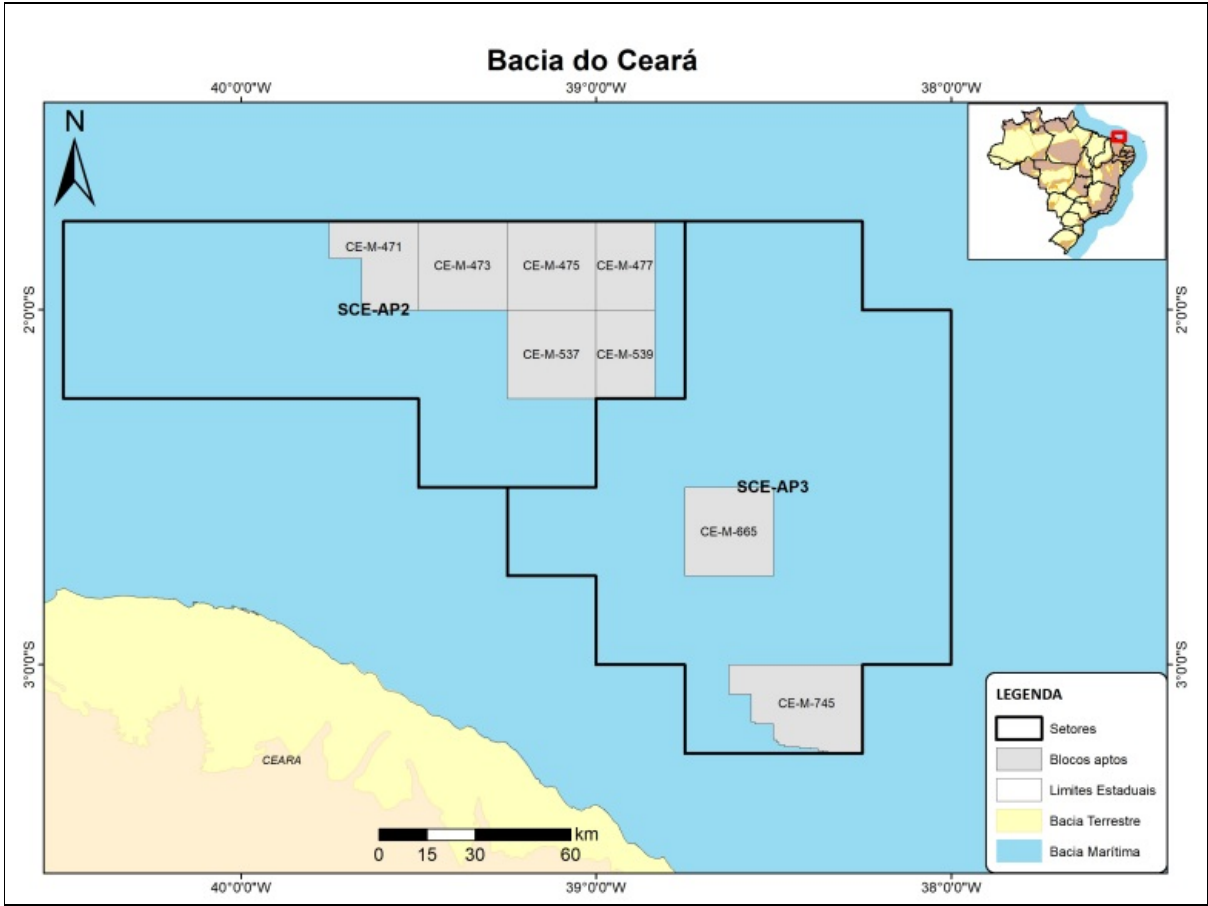 Bacia do Ceará
40°0'0"W 39°0'0"W 38°0'0"W
N
CE-M-471
CE-M-473 CE-M-475 CE-M-477
2°0'0"S SCE-AP2 2°0'0"S
CE-M-537 CE-M-539
SCE-AP3
CE-M-665
3°0'0"S 3°0'0"S
CE-M-745
CEARA
LEGENDA
Setores
Blocos aptos
Limites Estaduais
Bacia Terrestre
Bacia Marítima
km
0 15 30 60
40°0'0"W 39°0'0"W 38°0'0"W